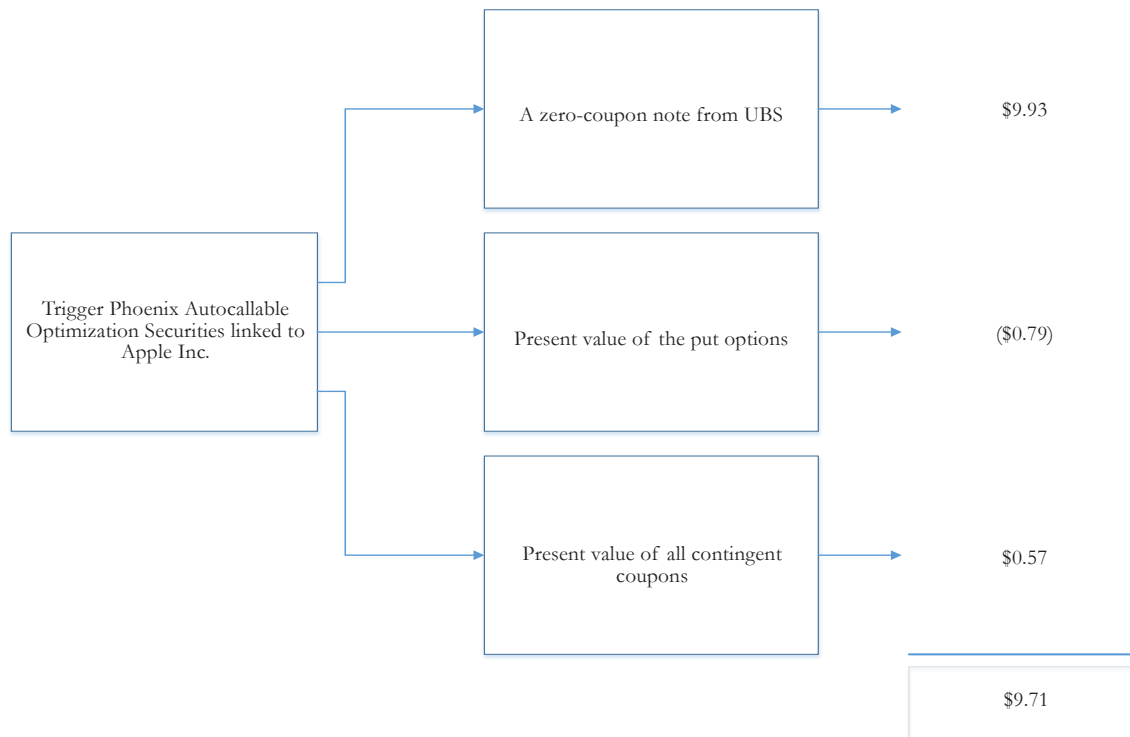 A zero-coupon note from UBS
$9.93
Trigger Phoenix Autocallable
Optimization Securities linked to
Apple Inc.
Present value of the put options
($0.79)
Present value of all contingent
coupons
$0.57
$9.71